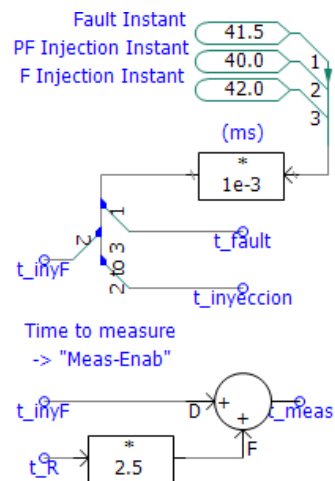 Fault Instant
41.5
PF Injection Instant
40.0
1
F Injection Instant
42.0
2
3
(ms)
*
1e-3
1
2
t_fault
t_inyF
2 to 3
t_inyeccion
Time to measure
-> "Meas-Enab"
t_inyF
D
+
t_meas
+
F
t_R
*
2.5